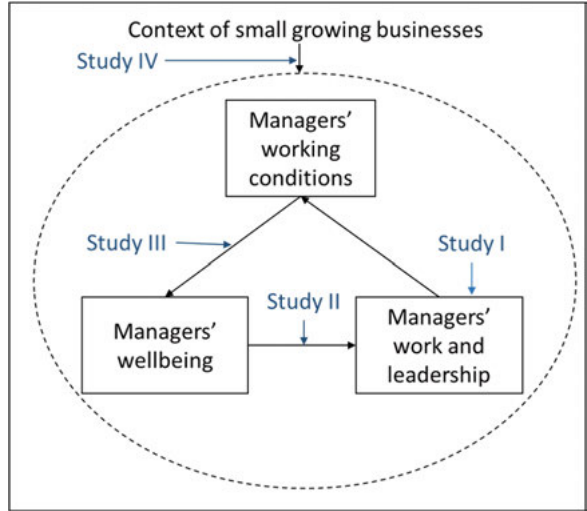 Context of small growing businesses
Study IV
Managers'
working
conditions
Study III
Study I
Study II
Managers'
wellbeing
Managers'
work and
leadership